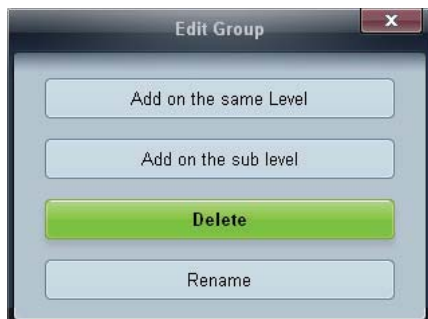 Edit Group
Add on the same Level
Add on the sub level
Delete
Rename